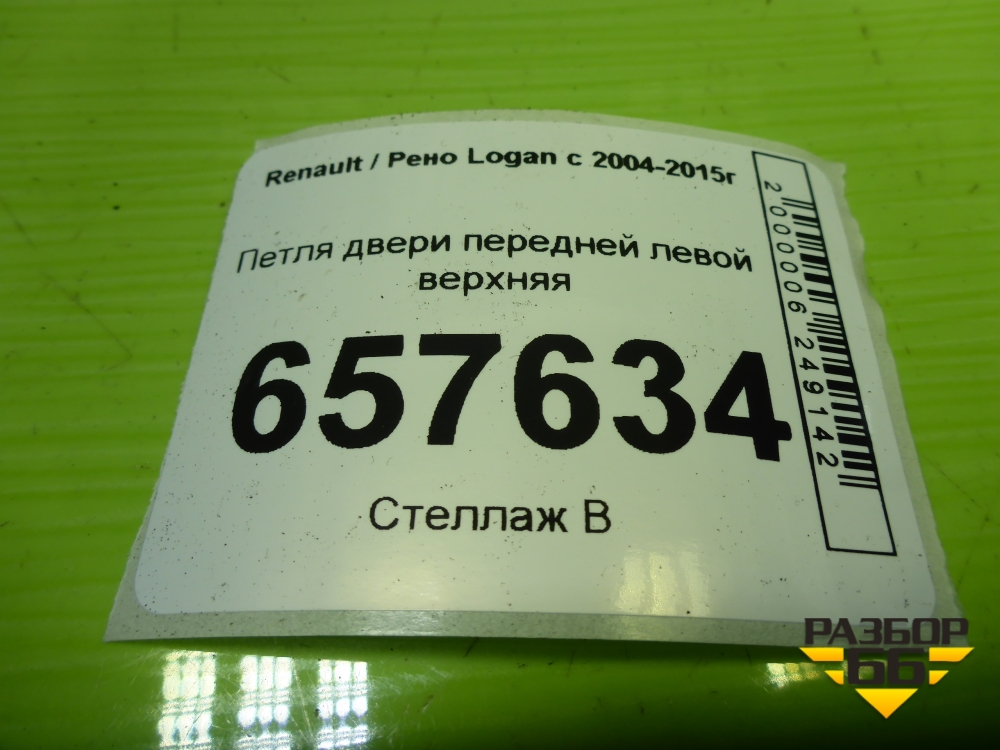 Renault / Рено Logan с 2004-2015г
Петля двери передней левой
верхняя
657634
Стеллаж В
2000006249142
РАЗБОР
66